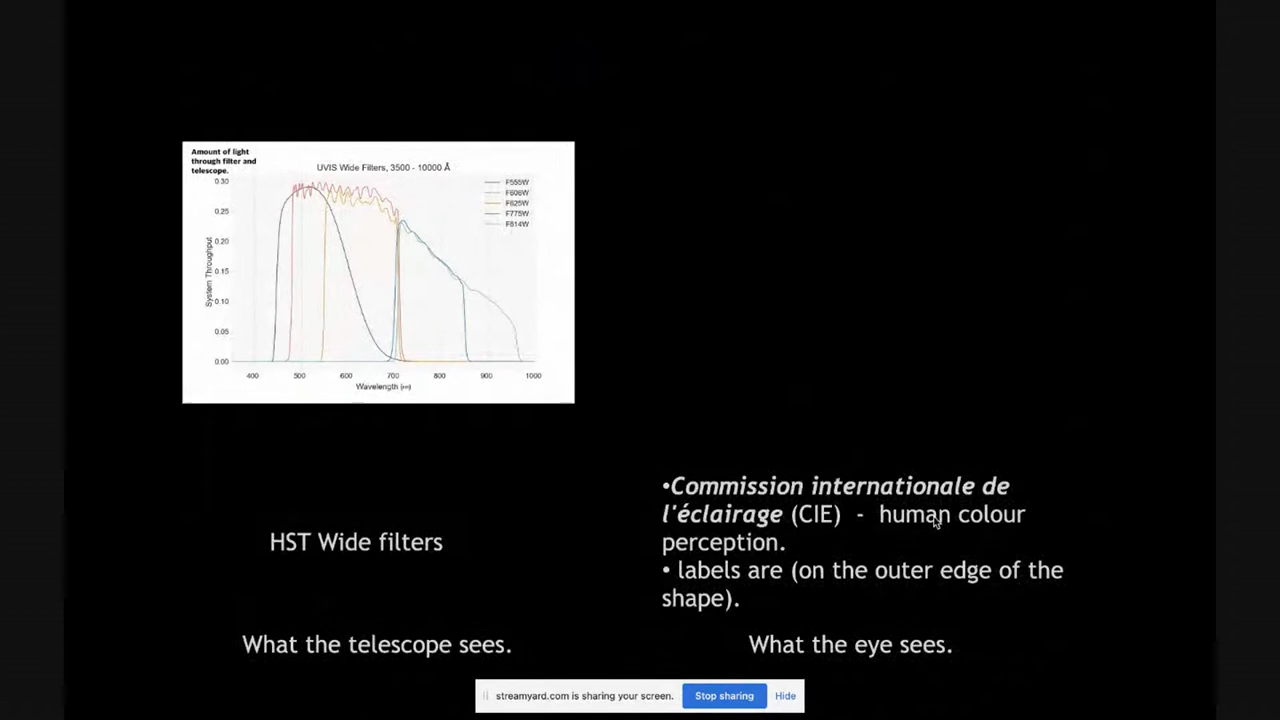 Amount of light
through filter and
telescope.
UVIS Wide Filters, 3500 - 10000 Å
0.30
0.25
0.20
0.15
0.10
0.05
0.00
System Throughput
F555W
F606W
F625W
F775W
F814W
400 500 600 700 800 900 1000
Wavelength (nm)
•Commission internationale de
l'éclairage (CIE) - human colour
perception.
• labels are (on the outer edge of the
shape).
HST Wide filters
What the telescope sees.
What the eye sees.
streamyard.com is sharing your screen. Stop sharing Hide